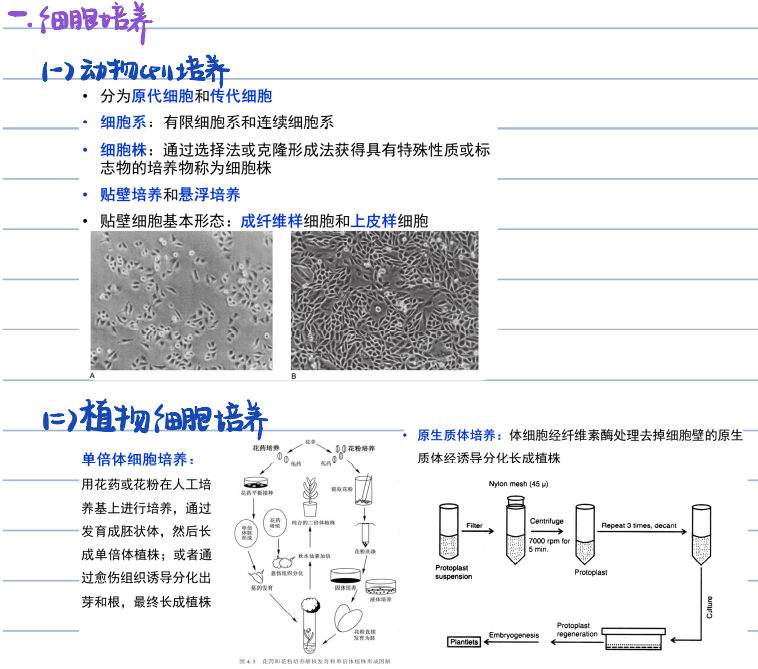 一.细胞培养
(一)动物cell培养
• 分为原代细胞和传代细胞
• 细胞系：有限细胞系和连续细胞系
• 细胞株：通过选择法或克隆形成法获得具有特殊性质或标
志物的培养物称为细胞株
• 贴壁培养和悬浮培养
• 贴壁细胞基本形态：成纤维样细胞和上皮样细胞
A
B
(二)植物细胞培养
单倍体细胞培养：
用花药或花粉在人工培
养基上进行培养，通过
发育成胚状体，然后长
成单倍体植株；或者通
过愈伤组织诱导分化出
芽和根，最终长成植株
花芽
花药培养
花粉培养
花药
花药
花药平板接种
挤取花粉
单倍
体胚
形成
花药
增殖
纯合的二倍体植株
花粉洗涤
愈伤组织分化
秋水仙素加倍
胚的发育
固体培养
液体培养
花粉直接
发育为胚
图 4-5 花药和花粉培养雄核发育和单倍体植株形成图解
• 原生质体培养：体细胞经纤维素酶处理去掉细胞壁的原生
质体经诱导分化长成植株
Nylon mesh (45 μ)
Filter
Centrifuge
7000 rpm for
5 min.
Repeat 3 times, decant
Protoplast
suspension
Protoplast
Culture
Protoplast
regeneration
Embryogenesis
Plantlets